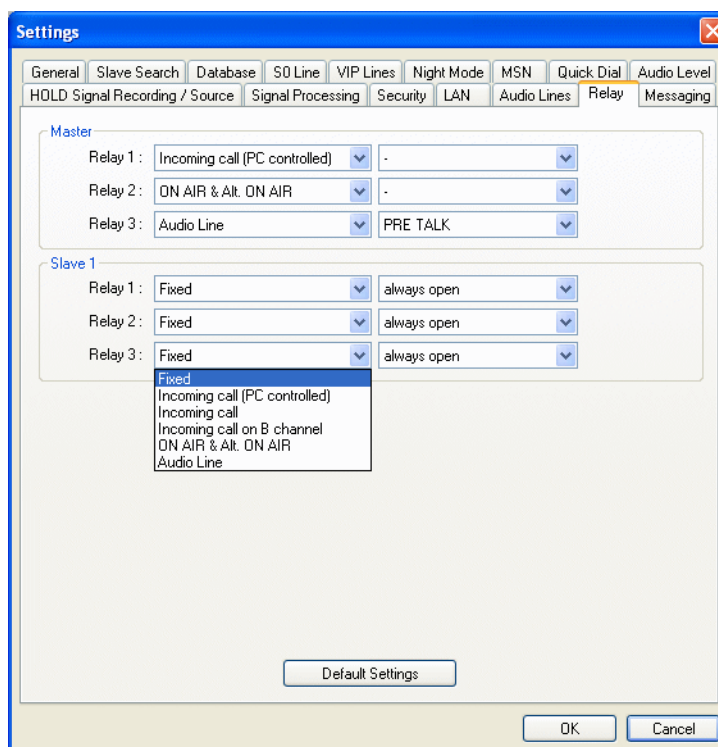 Settings
General Slave Search Database S0 Line VIP Lines Night Mode MSN Quick Dial Audio Level
HOLD Signal Recording / Source Signal Processing Security LAN Audio Lines Relay Messaging
Master
Relay 1 : Incoming call (PC controlled) -
Relay 2 : ON AIR & Alt. ON AIR -
Relay 3 : Audio Line PRE TALK
Slave 1
Relay 1 : Fixed always open
Relay 2 : Fixed always open
Relay 3 : Fixed always open
Fixed
Incoming call (PC controlled)
Incoming call
Incoming call on B channel
ON AIR & Alt. ON AIR
Audio Line
Default Settings
OK Cancel